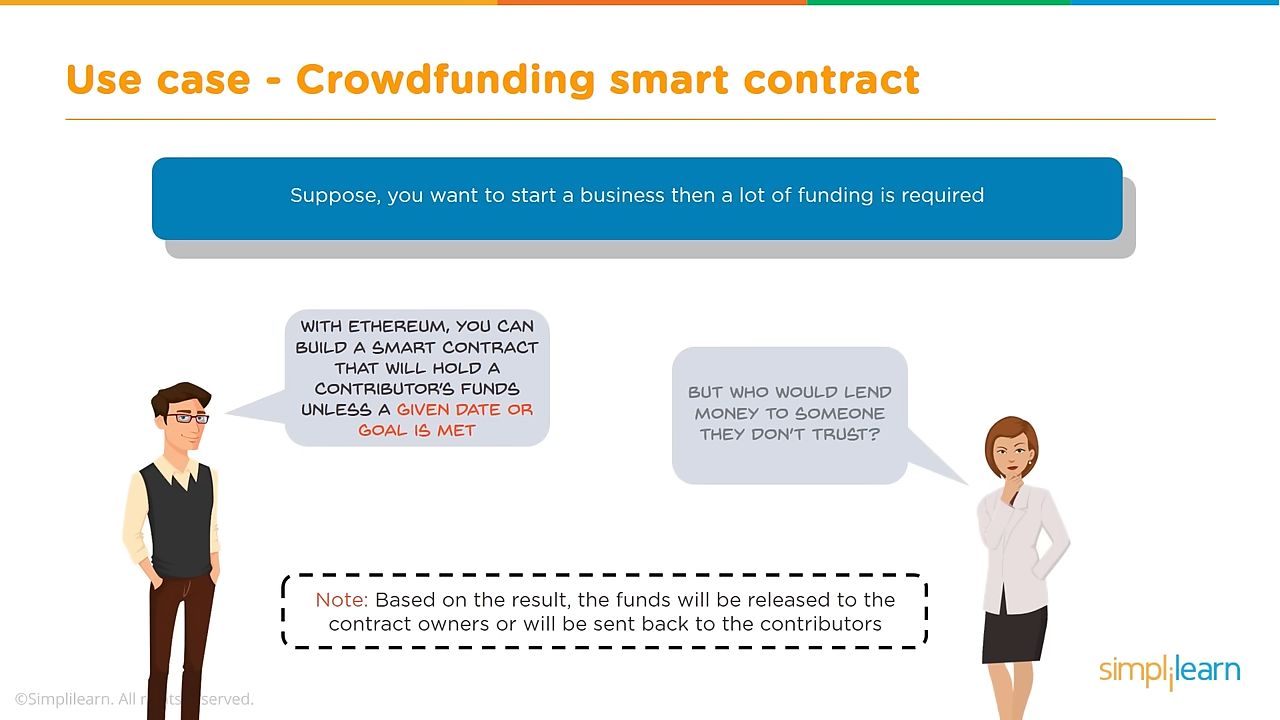 Use case - Crowdfunding smart contract
Suppose, you want to start a business then a lot of funding is required
WITH ETHEREUM, YOU CAN
BUILD A SMART CONTRACT
THAT WILL HOLD A
CONTRIBUTOR'S FUNDS
UNLESS A GIVEN DATE OR
GOAL IS MET
BUT WHO WOULD LEND
MONEY TO SOMEONE
THEY DON'T TRUST?
Note: Based on the result, the funds will be released to the
contract owners or will be sent back to the contributors
simplilearn
©Simplilearn. All rights reserved.